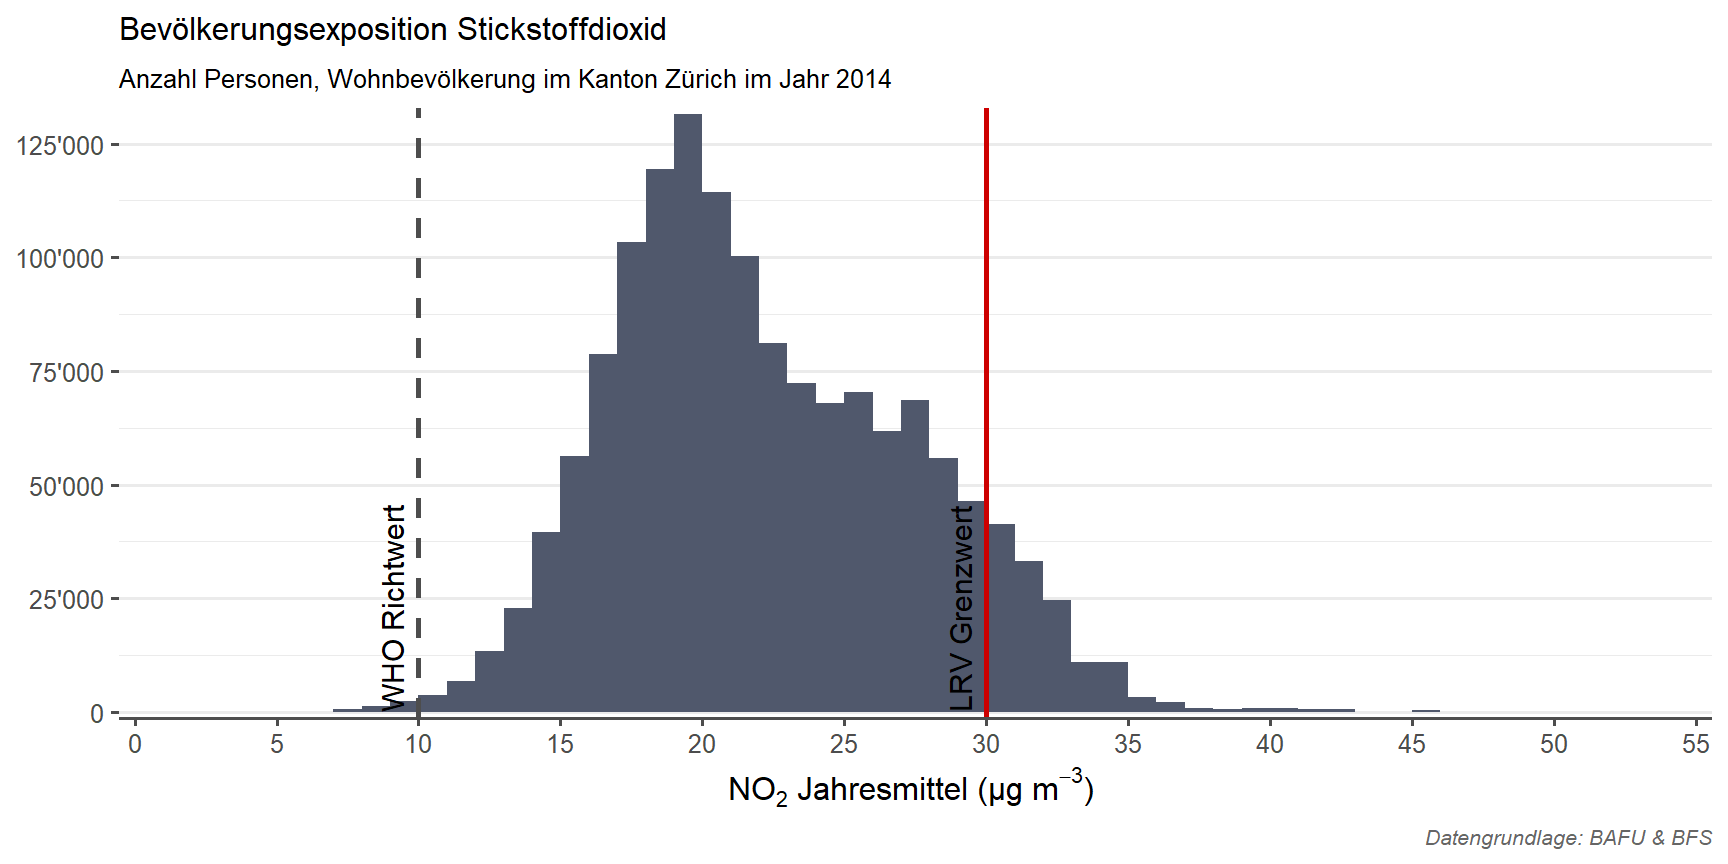 Bevölkerungsexposition Stickstoffdioxid
Anzahl Personen, Wohnbevölkerung im Kanton Zürich im Jahr 2014
125'000
100'000
75'000
50'000
25'000
0
WHO Richtwert
LRV Grenzwert
0 5 10 15 20 25 30 35 40 45 50 55
NO₂ Jahresmittel (µg m⁻³)
Datengrundlage: BAFU & BFS